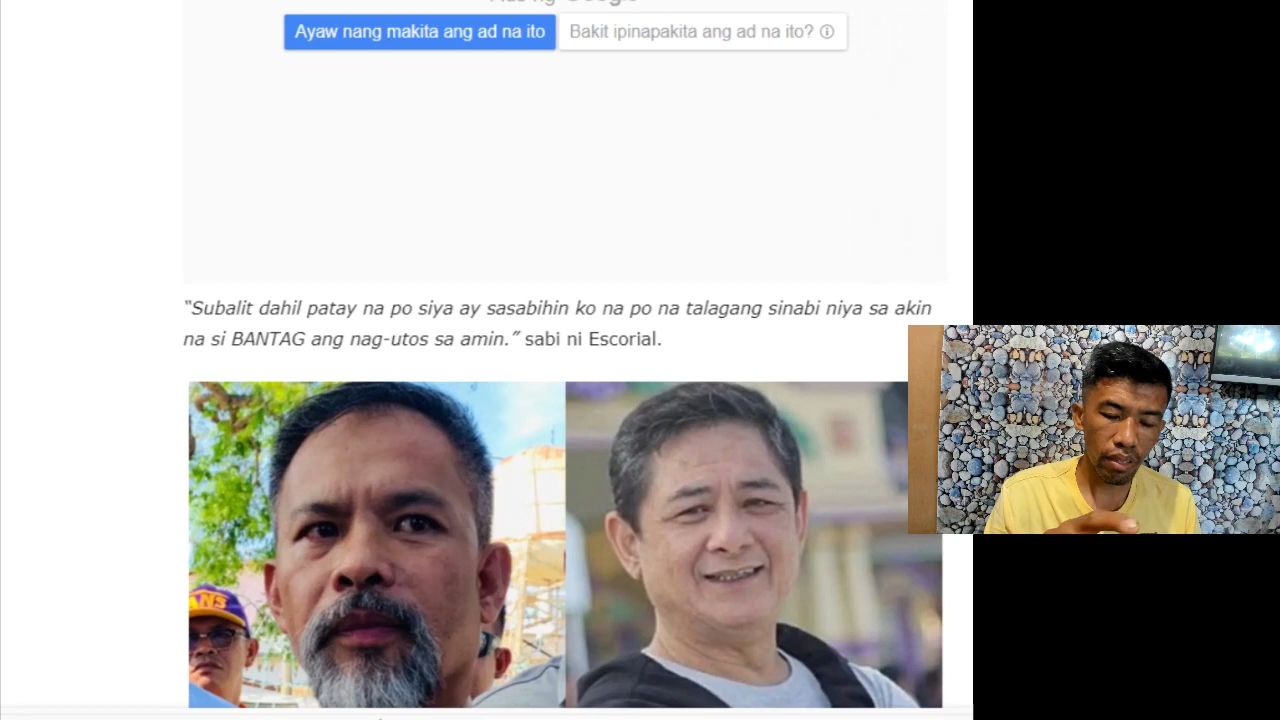 Ayaw nang makita ang ad na ito
Bakit ipinapakita ang ad na ito?
“Subalit dahil patay na po siya ay sasabihin ko na po na talagang sinabi niya sa akin
na si BANTAG ang nag-utos sa amin.” sabi ni Escorial.
ANS